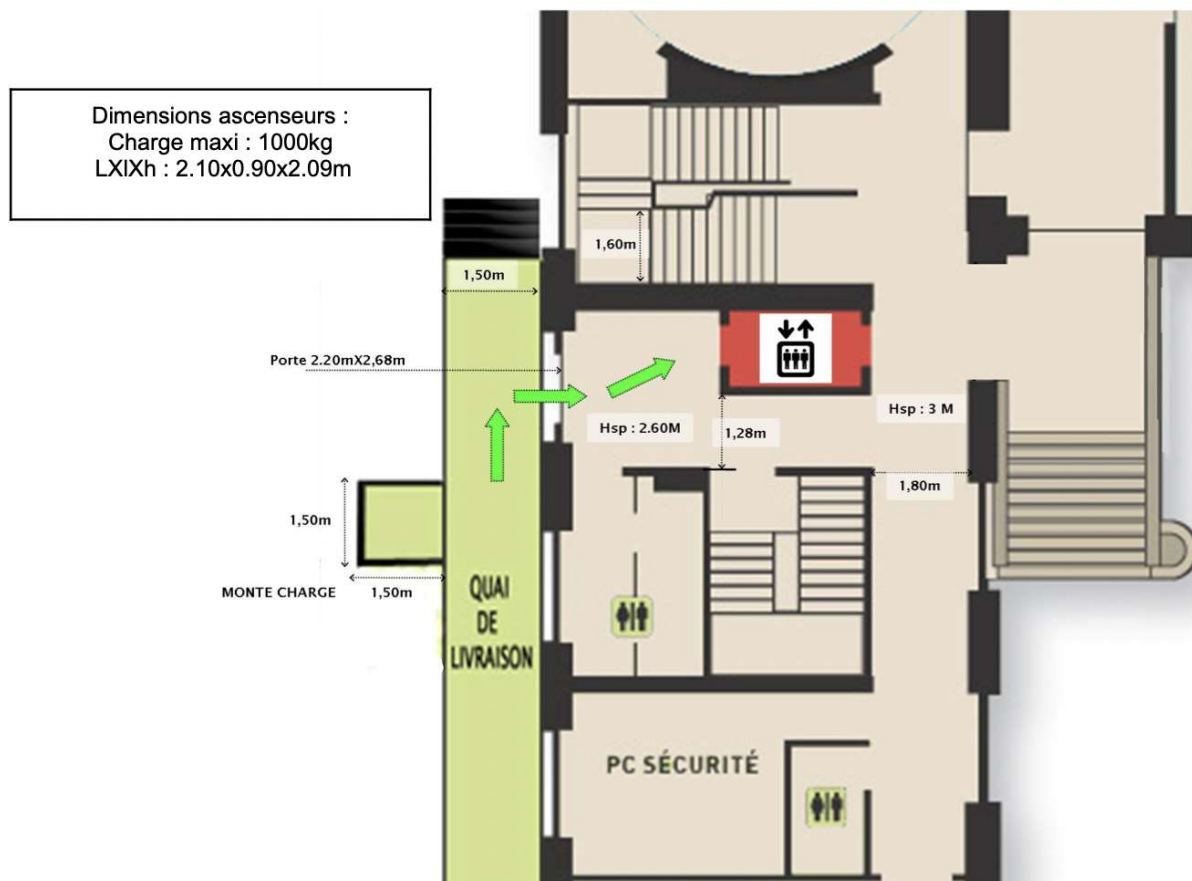 Dimensions ascenseurs :
Charge maxi : 1000kg
LXlXh : 2.10x0.90x2.09m
1,60m
1,50m
Porte 2.20mX2,68m
Hsp : 2.60M
1,28m
Hsp : 3 M
1,80m
1,50m
MONTE CHARGE
1,50m
QUAI
DE
LIVRAISON
PC SÉCURITÉ